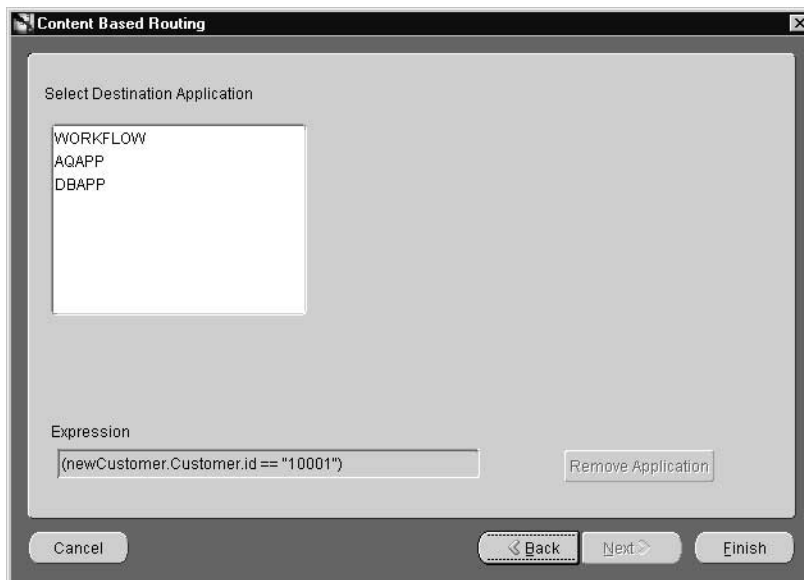 Content Based Routing
Select Destination Application
WORKFLOW
AQAPP
DBAPP
Expression
(newCustomer.Customer.id == "10001")
Remove Application
Cancel
Back
Next
Finish